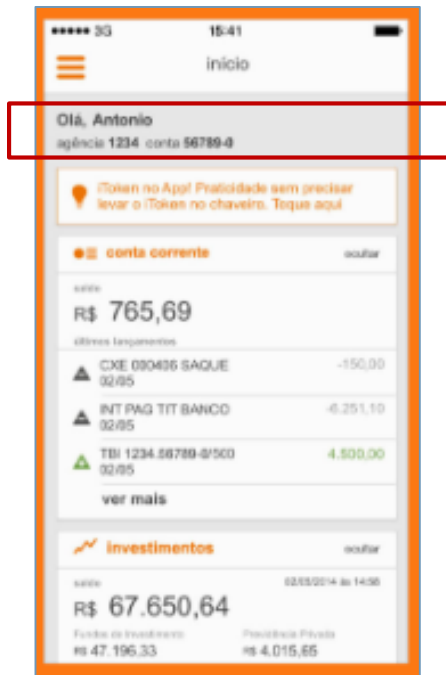 3G 15:41
início
Olá, Antonio
agência 1234 conta 56789-0
iToken no App! Praticidade sem precisar
levar o iToken no chaveiro. Toque aqui
conta corrente ocultar
saldo
R$ 765,69
últimos lançamentos
CXE 000406 SAQUE -150,00
02/05
INT PAG TIT BANCO -6.251,10
02/05
TBI 1234.56789-0/500 4.500,00
02/05
ver mais
investimentos ocultar
saldo 02/05/2014 às 14:58
R$ 67.650,64
Fundos de Investimento Previdência Privada
R$ 47.196,33 R$ 4.015,65